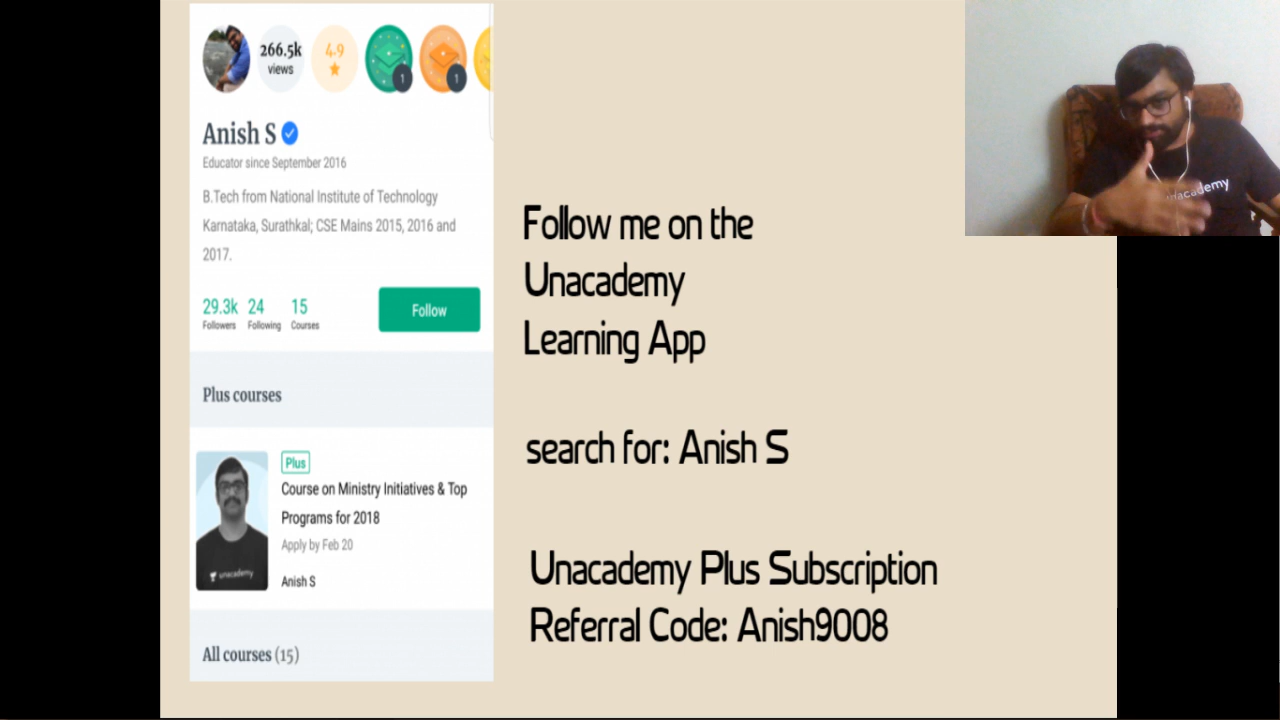 266.5k
views
4.9
1
1
Anish S
Educator since September 2016
B.Tech from National Institute of Technology
Karnataka, Surathkal; CSE Mains 2015, 2016 and
2017.
29.3k 24 15
Followers Following Courses
Follow
Plus courses
Plus
Course on Ministry Initiatives & Top
Programs for 2018
Apply by Feb 20
Anish S
unacademy
All courses (15)
Follow me on the
Unacademy
Learning App
search for: Anish S
Unacademy Plus Subscription
Referral Code: Anish9008
unacademy